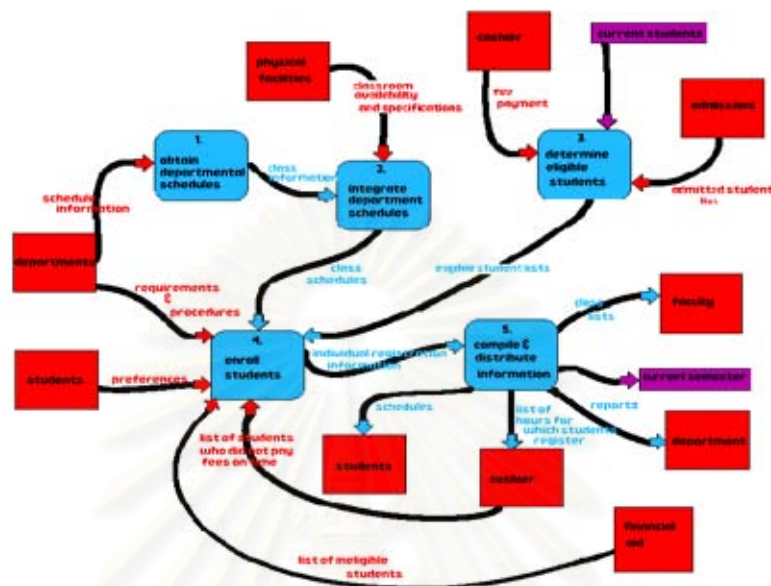 cashier
current students
physical
facilities
classroom
availability
and specifications
fee
payment
admissions
1.
obtain
departmental
schedules
class
information
2.
integrate
department
schedules
3.
determine
eligible
students
schedule
information
admitted student
departments
class
schedules
eligible student lists
requirements
&
procedures
class
lists
faculty
4.
enroll
students
individual registration
information
5.
compile &
distribute
information
students
preferences
current semester
schedules
list of
hours for
which students
register
reports
department
list of students
who did not pay
fees on time
students
cashier
financial
aid
list of ineligible
students